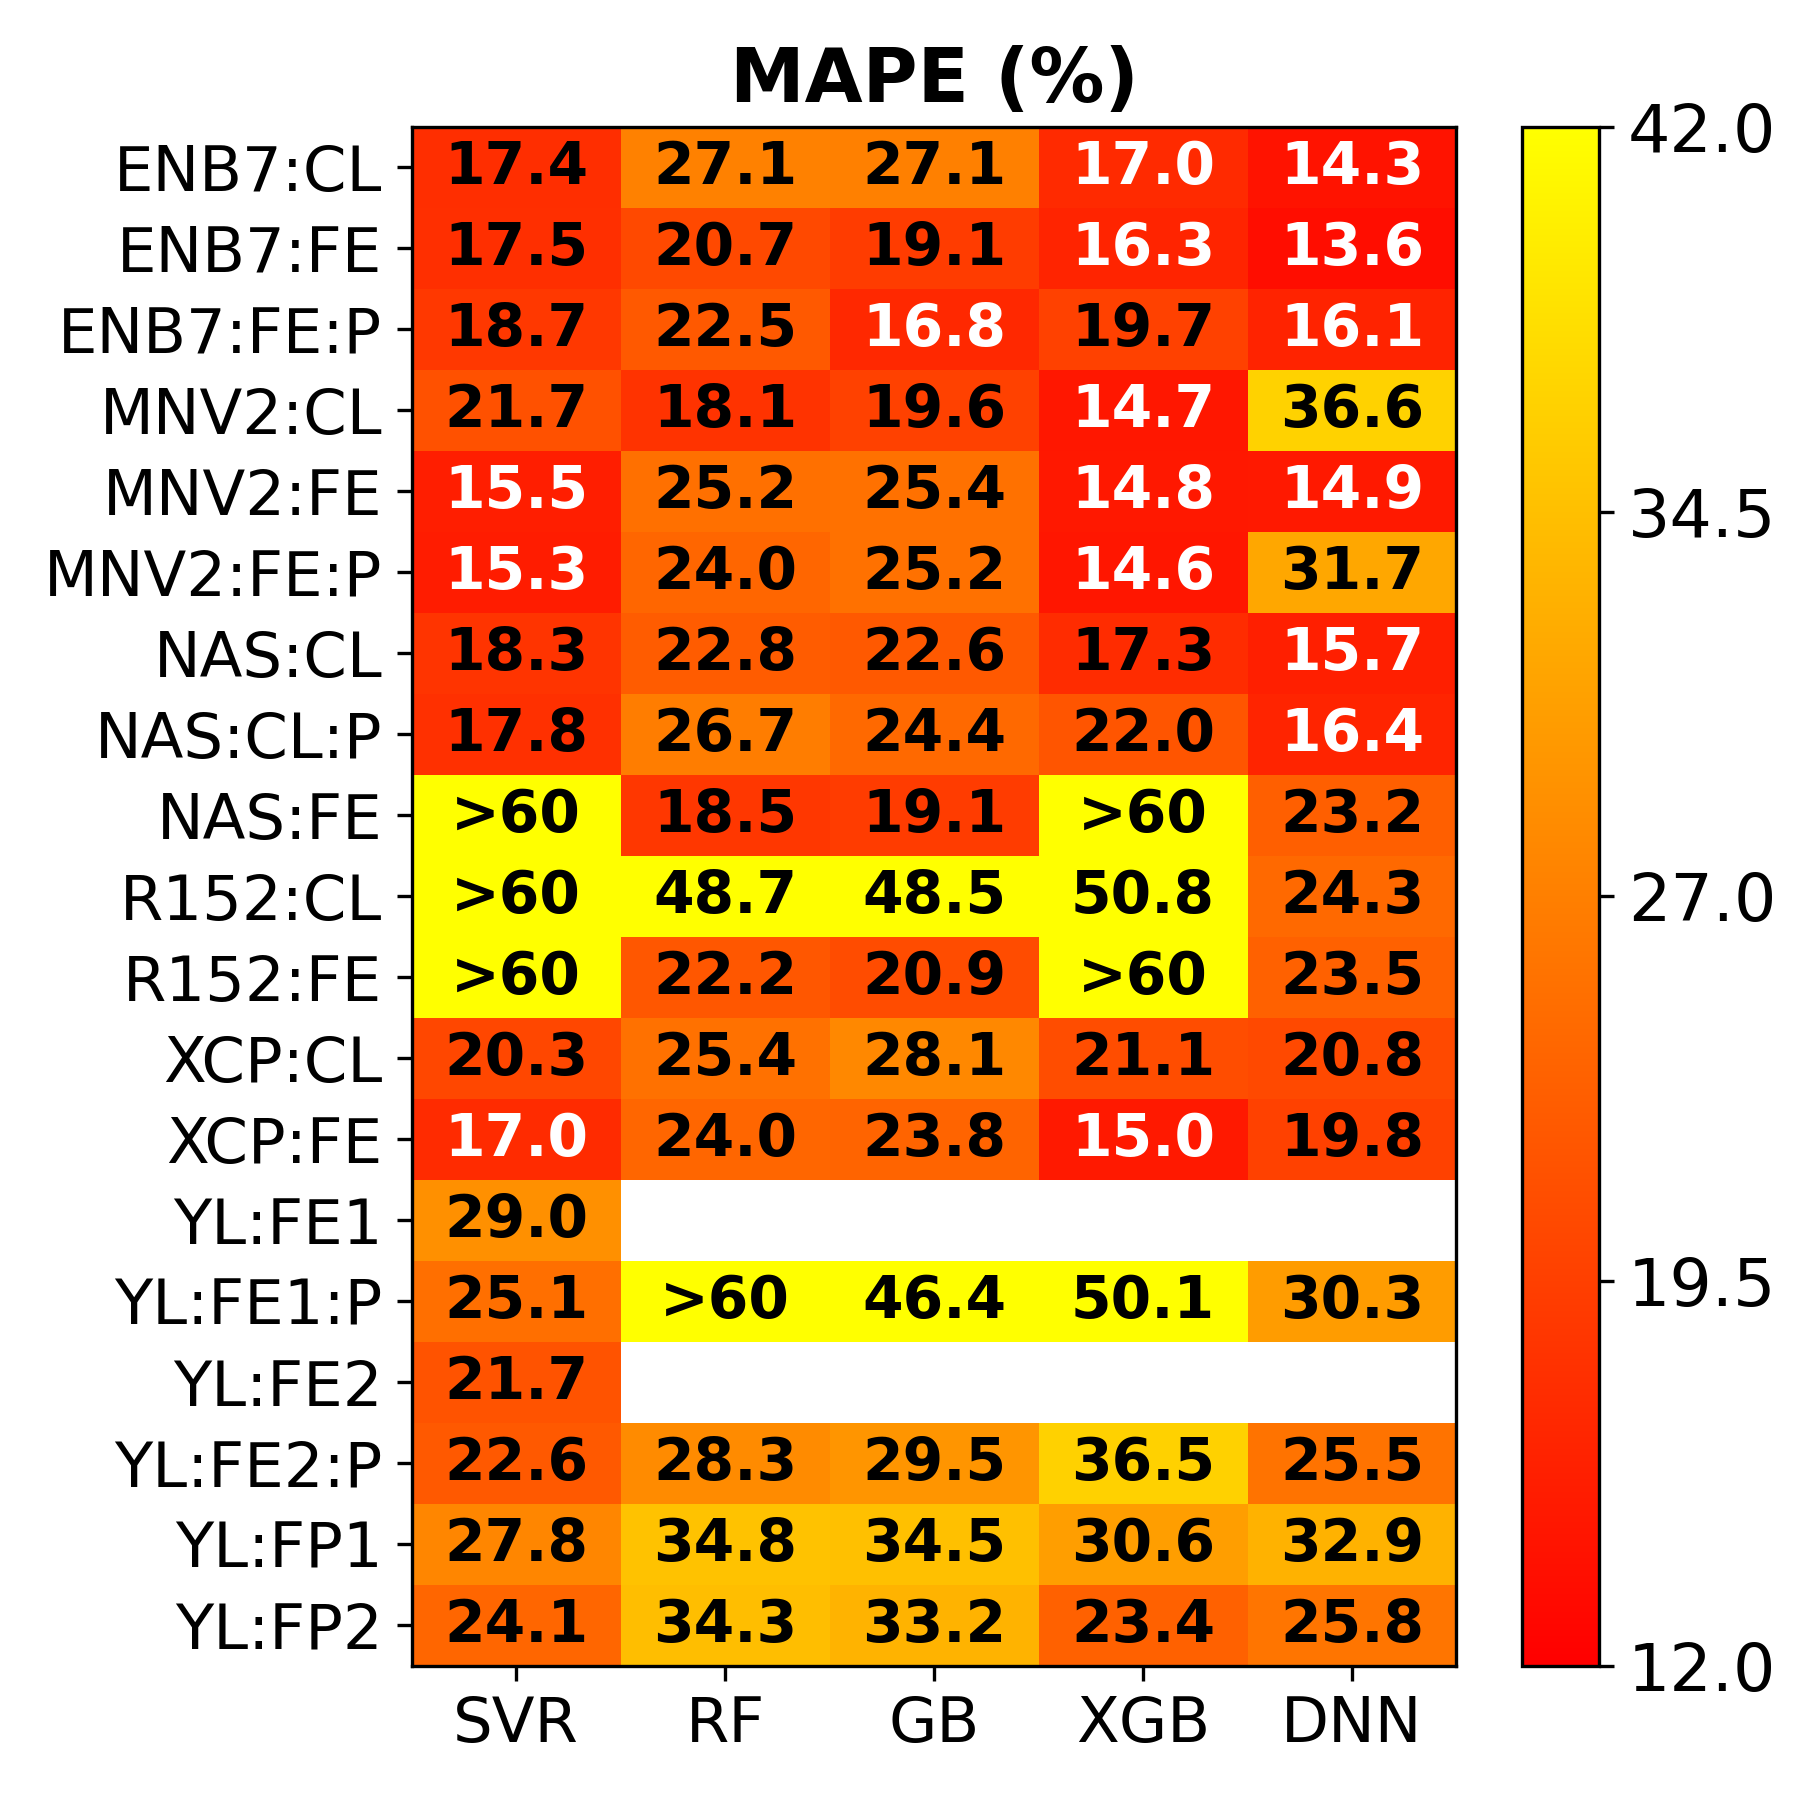 MAPE (%)
ENB7:CL 17.4 27.1 27.1 17.0 14.3
ENB7:FE 17.5 20.7 19.1 16.3 13.6
ENB7:FE:P 18.7 22.5 16.8 19.7 16.1
MNV2:CL 21.7 18.1 19.6 14.7 36.6
MNV2:FE 15.5 25.2 25.4 14.8 14.9
MNV2:FE:P 15.3 24.0 25.2 14.6 31.7
NAS:CL 18.3 22.8 22.6 17.3 15.7
NAS:CL:P 17.8 26.7 24.4 22.0 16.4
NAS:FE >60 18.5 19.1 >60 23.2
R152:CL >60 48.7 48.5 50.8 24.3
R152:FE >60 22.2 20.9 >60 23.5
XCP:CL 20.3 25.4 28.1 21.1 20.8
XCP:FE 17.0 24.0 23.8 15.0 19.8
YL:FE1 29.0
YL:FE1:P 25.1 >60 46.4 50.1 30.3
YL:FE2 21.7
YL:FE2:P 22.6 28.3 29.5 36.5 25.5
YL:FP1 27.8 34.8 34.5 30.6 32.9
YL:FP2 24.1 34.3 33.2 23.4 25.8
SVR RF GB XGB DNN
42.0
34.5
27.0
19.5
12.0